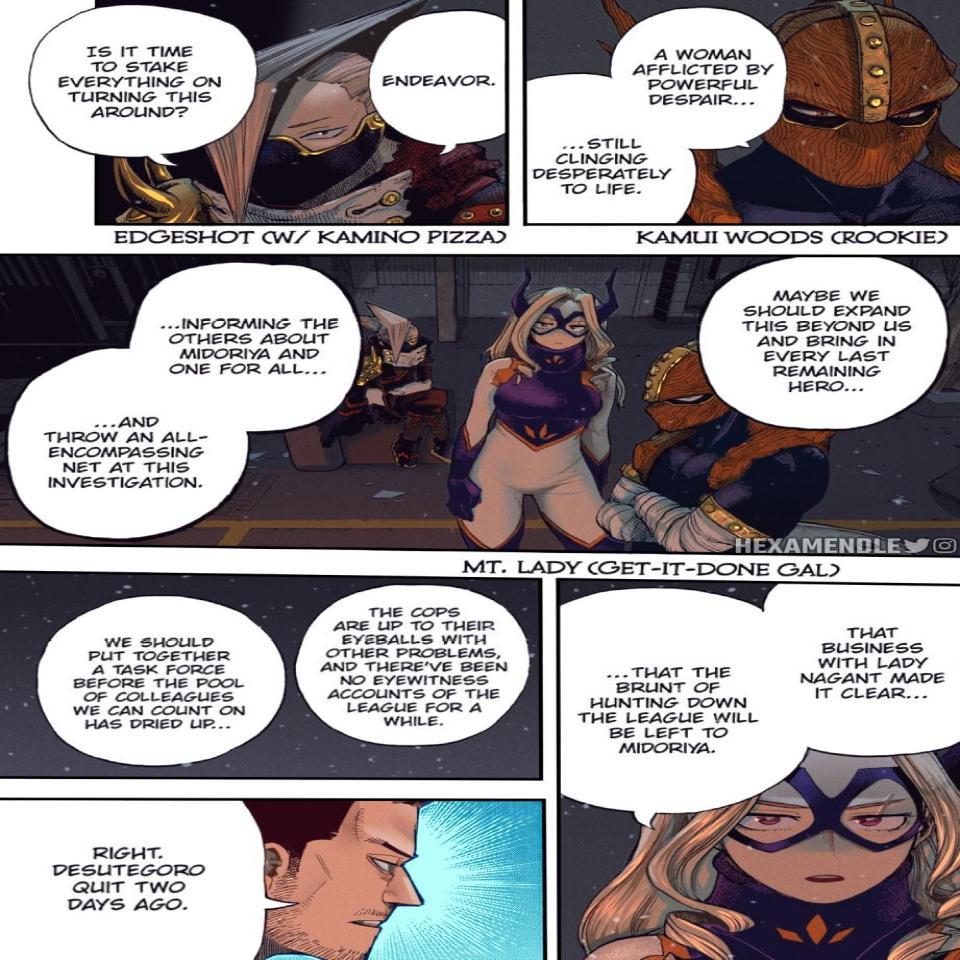 A WOMAN
AFFLICTED BY
POWERFUL
DESPAIR...
...STILL
CLINGING
DESPERATELY
TO LIFE.
KAMUI WOODS (ROOKIE)
ENDEAVOR.
IS IT TIME
TO STAKE
EVERYTHING ON
TURNING THIS
AROUND?
EDGESHOT (W/ KAMINO PIZZA)
MAYBE WE
SHOULD EXPAND
THIS BEYOND US
AND BRING IN
EVERY LAST
REMAINING
HERO...
...INFORMING THE
OTHERS ABOUT
MIDORIYA AND
ONE FOR ALL...
...AND
THROW AN ALL-
ENCOMPASSING
NET AT THIS
INVESTIGATION.
HEXAMENDLE
MT. LADY (GET-IT-DONE GAL)
THAT
BUSINESS
WITH LADY
NAGANT MADE
IT CLEAR...
...THAT THE
BRUNT OF
HUNTING DOWN
THE LEAGUE WILL
BE LEFT TO
MIDORIYA.
THE COPS
ARE UP TO THEIR
EYEBALLS WITH
OTHER PROBLEMS,
AND THERE'VE BEEN
NO EYEWITNESS
ACCOUNTS OF THE
LEAGUE FOR A
WHILE.
WE SHOULD
PUT TOGETHER
A TASK FORCE
BEFORE THE POOL
OF COLLEAGUES
WE CAN COUNT ON
HAS DRIED UP...
RIGHT.
DESUTEGORO
QUIT TWO
DAYS AGO.